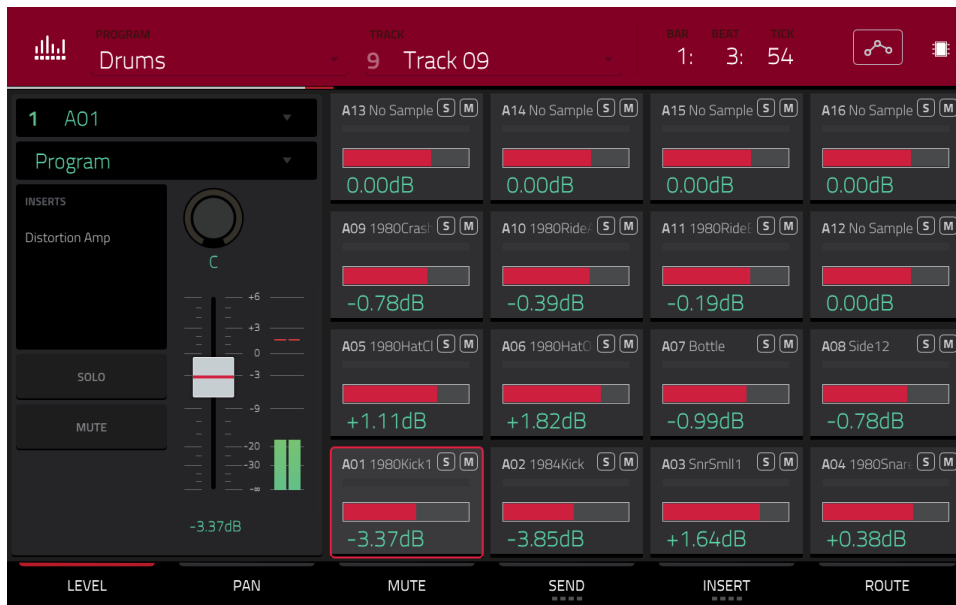 PROGRAM
Drums
TRACK
9 Track 09
BAR BEAT TICK
1: 3: 54
1 A01
Program
INSERTS
Distortion Amp
SOLO
MUTE
C
+6
+3
0
-3
-9
-20
-30
-∞
-3.37dB
A13 No Sample S M
0.00dB
A14 No Sample S M
0.00dB
A15 No Sample S M
0.00dB
A16 No Sample S M
0.00dB
A09 1980Crash S M
-0.78dB
A10 1980Ride S M
-0.39dB
A11 1980Ride S M
-0.19dB
A12 No Sample S M
0.00dB
A05 1980HatCl S M
+1.11dB
A06 1980HatO S M
+1.82dB
A07 Bottle S M
-0.99dB
A08 Side12 S M
-0.78dB
A01 1980Kick1 S M
-3.37dB
A02 1984Kick S M
-3.85dB
A03 SnrSmll1 S M
+1.64dB
A04 1980Snar S M
+0.38dB
LEVEL PAN MUTE SEND INSERT ROUTE